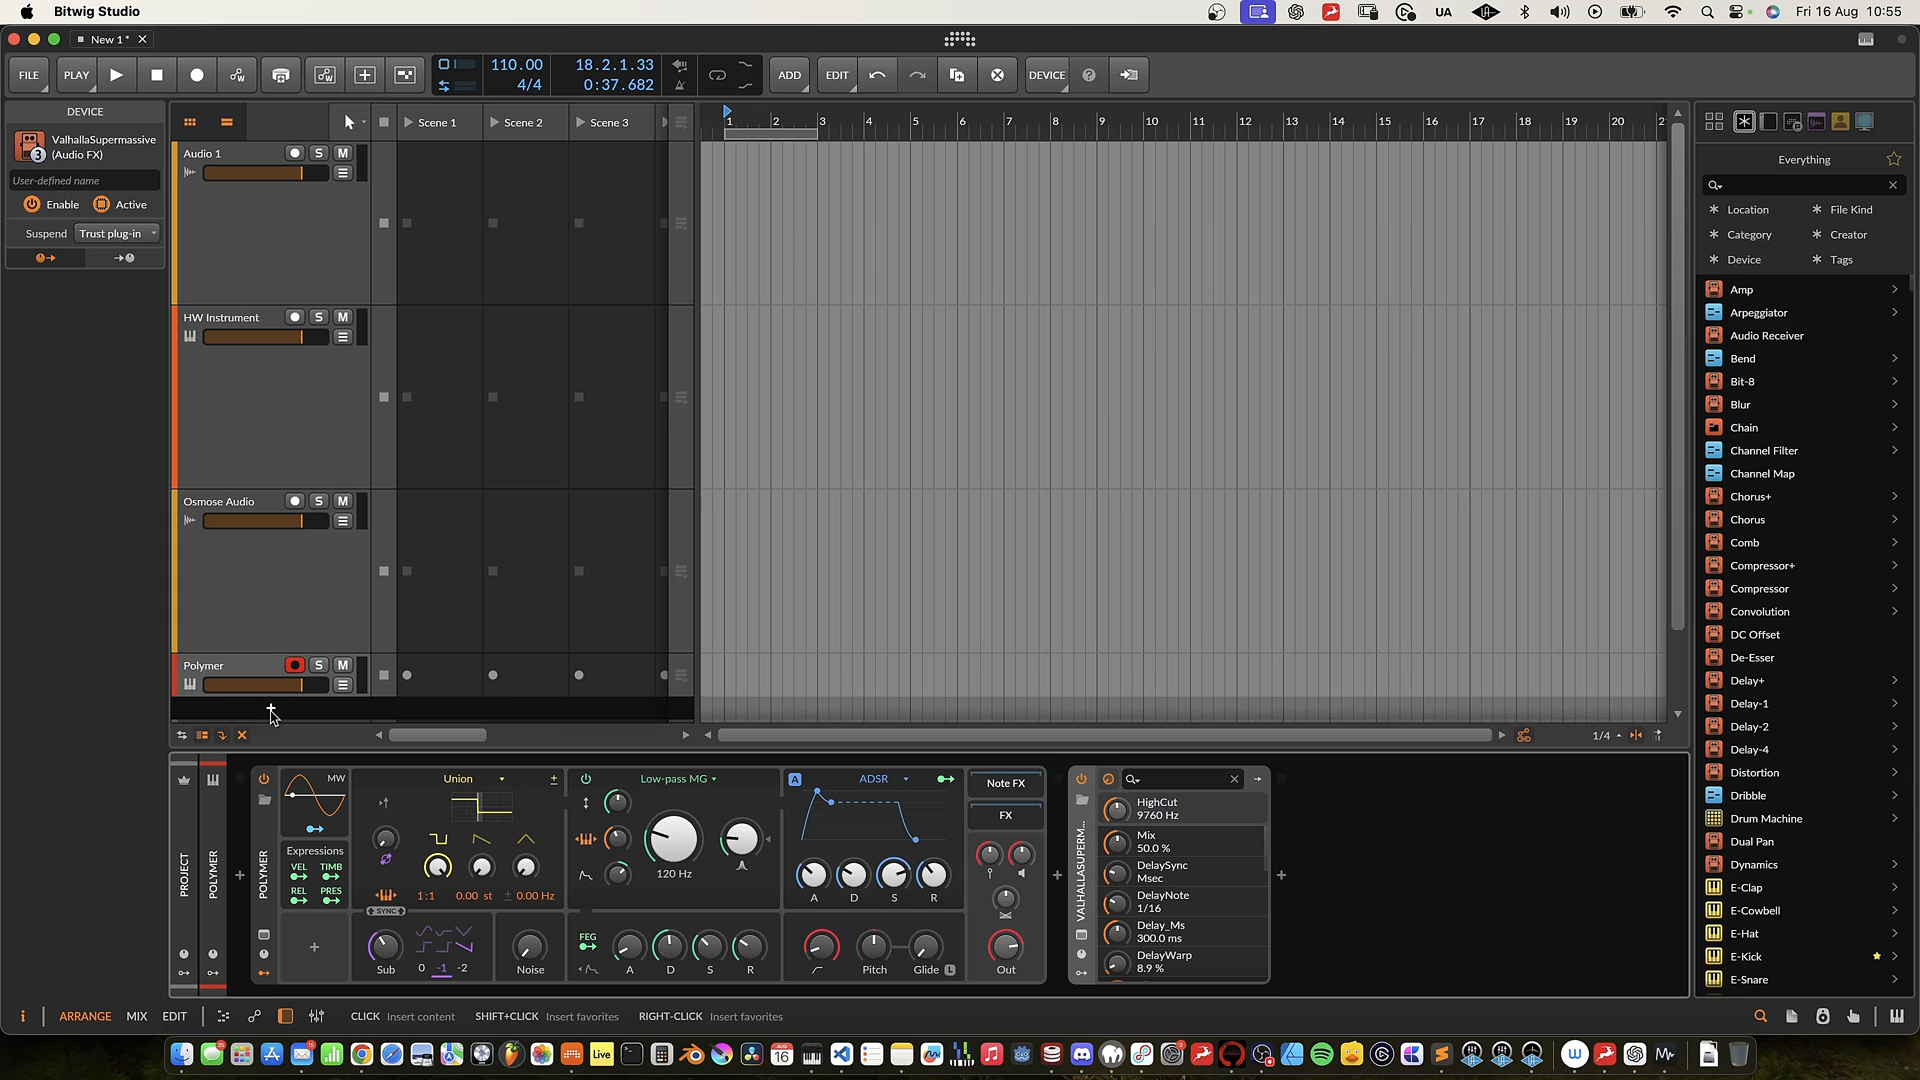 Bitwig Studio
UA
Fri 16 Aug 10:55
New 1*
FILE
PLAY
110.00
4/4
18.2.1.33
0:37.682
ADD
EDIT
DEVICE
DEVICE
ValhallaSupermassive
(Audio FX)
3
User-defined name
Enable
Active
Suspend
Trust plug-in
Scene 1
Scene 2
Scene 3
1 2 3 4 5 6 7 8 9 10 11 12 13 14 15 16 17 18 19 20
Audio 1
S M
HW Instrument
S M
Osmose Audio
S M
Polymer
S M
1/4
Everything
Location
File Kind
Category
Creator
Device
Tags
Amp
Arpeggiator
Audio Receiver
Bend
Bit-8
Blur
Chain
Channel Filter
Channel Map
Chorus+
Chorus
Comb
Compressor+
Compressor
Convolution
DC Offset
De-Esser
Delay+
Delay-1
Delay-2
Delay-4
Distortion
Dribble
Drum Machine
Dual Pan
Dynamics
E-Clap
E-Cowbell
E-Hat
E-Kick
E-Snare
PROJECT
POLYMER
POLYMER
MW
Expressions
VEL
TIMB
REL
PRES
Union
1:1
0.00 st
± 0.00 Hz
SYNC
Sub
0 -1 -2
Noise
Low-pass MG
120 Hz
FEG
A D S R
A
ADSR
A D S R
Pitch
Glide
L
Note FX
FX
Out
VALHALLASUPERM...
HighCut
9760 Hz
Mix
50.0 %
DelaySync
Msec
DelayNote
1/16
Delay_Ms
300.0 ms
DelayWarp
8.9 %
i
ARRANGE
MIX
EDIT
CLICK Insert content
SHIFT+CLICK Insert favorites
RIGHT-CLICK Insert favorites
Live
AUG
16